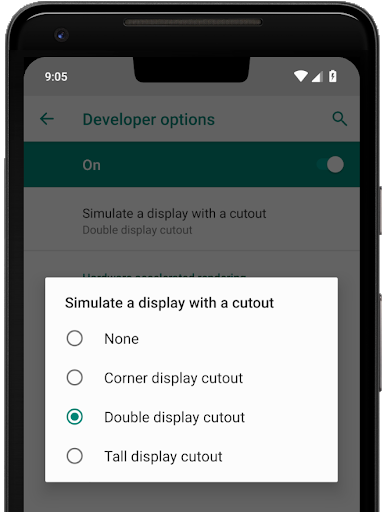 9:05
Developer options
On
Simulate a display with a cutout
Double display cutout
Hardware accelerated rendering
Simulate a display with a cutout
None
Corner display cutout
Double display cutout
Tall display cutout